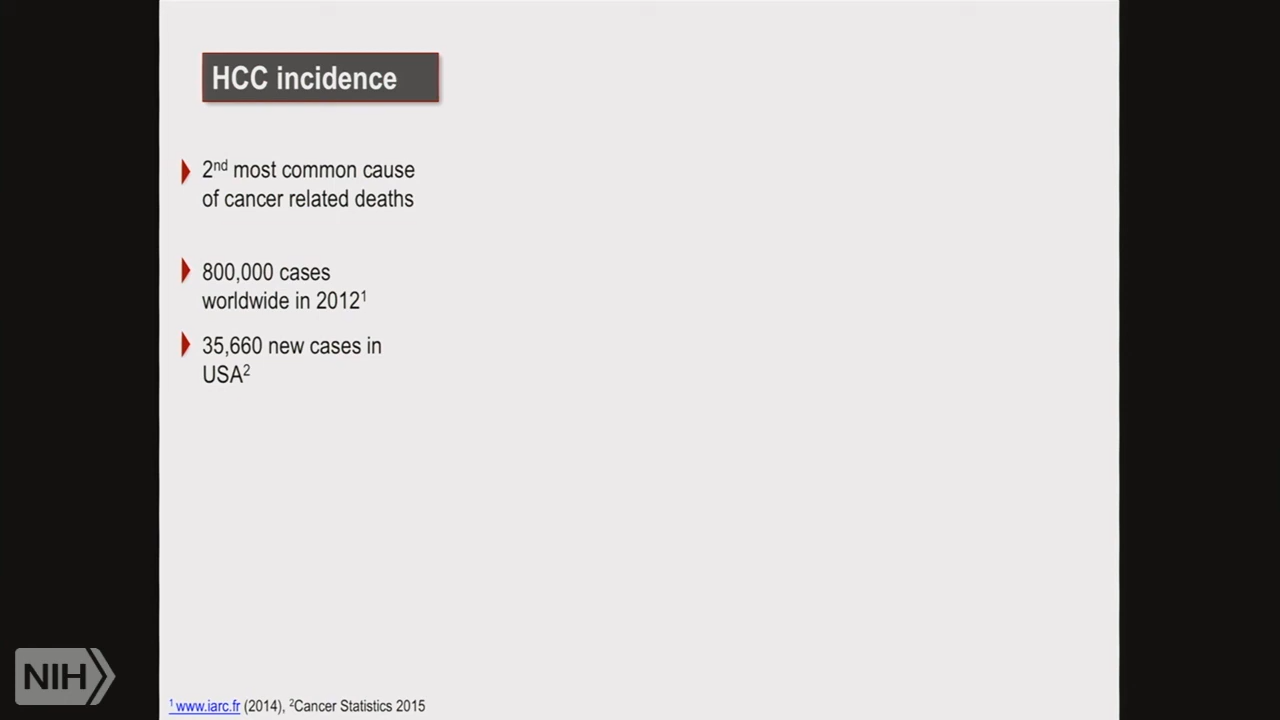 HCC incidence
2nd most common cause
of cancer related deaths
800,000 cases
worldwide in 2012¹
35,660 new cases in
USA²
NIH
¹ www.iarc.fr (2014), ²Cancer Statistics 2015